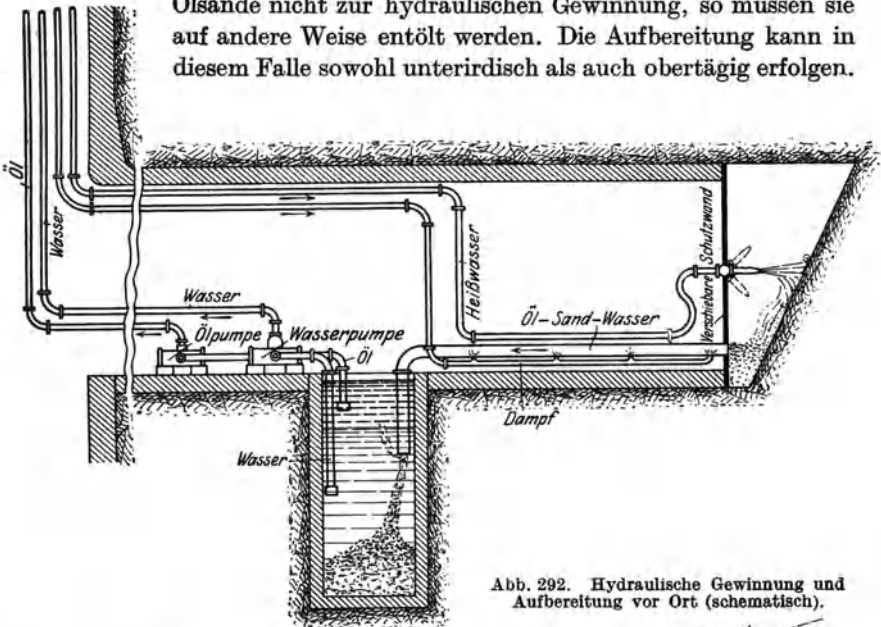 Ölsande nicht zur hydraulischen Gewinnung, so müssen sie
auf andere Weise entölt werden. Die Aufbereitung kann in
diesem Falle sowohl unterirdisch als auch obertägig erfolgen.
Öl
Wasser
Wasser
Ölpumpe
Wasserpumpe
Öl
Heißwasser
Öl-Sand-Wasser
Verschiebbare Schutzwand
Dampf
Wasser
Abb. 292. Hydraulische Gewinnung und
Aufbereitung vor Ort (schematisch).